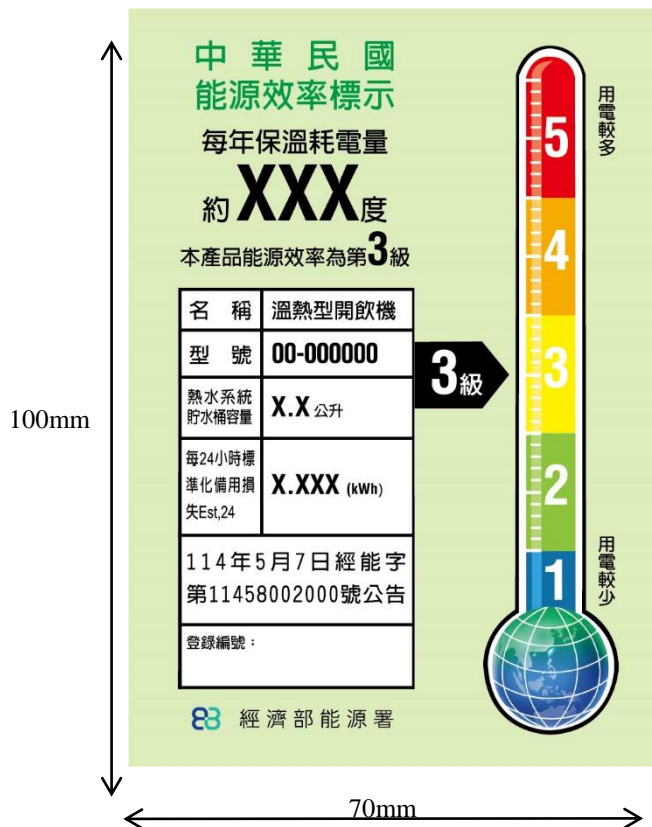 中華民國
能源效率標示
每年保溫耗電量
約XXX度
本產品能源效率為第3級
名稱 溫熱型開飲機
型號 00-000000
熱水系統
貯水桶容量 X.X公升
每24小時標
準化備用損
失Est,24 X.XXX (kWh)
114年5月7日經能字
第11458002000號公告
登錄編號：
經濟部能源署
3級
用電較多
5
4
3
2
1
用電較少
100mm
70mm